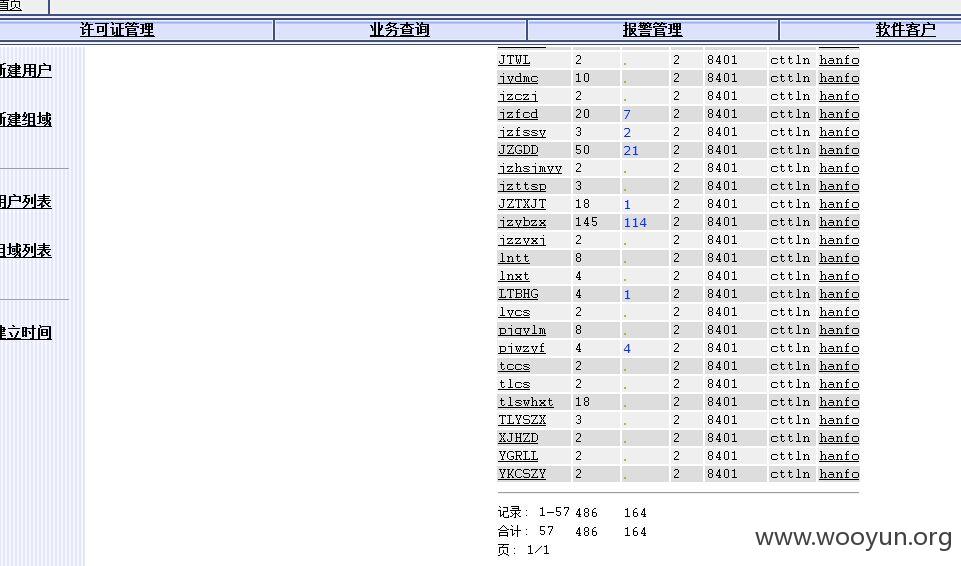 首页
许可证管理 业务查询 报警管理 软件客户
新建用户
新建组域
用户列表
组域列表
建立时间
JTWL 2 . 2 8401 cttln hanfo
jydmc 10 . 2 8401 cttln hanfo
jzczj 2 . 2 8401 cttln hanfo
jzfcd 20 7 2 8401 cttln hanfo
jzfssy 3 2 2 8401 cttln hanfo
JZGDD 50 21 2 8401 cttln hanfo
jzhsjmyy 2 . 2 8401 cttln hanfo
jzttsp 3 . 2 8401 cttln hanfo
JZTXJT 18 1 2 8401 cttln hanfo
jzybzx 145 114 2 8401 cttln hanfo
jzzyxj 2 . 2 8401 cttln hanfo
lntt 8 . 2 8401 cttln hanfo
lnxt 4 . 2 8401 cttln hanfo
LTBHG 4 1 2 8401 cttln hanfo
lycs 2 . 2 8401 cttln hanfo
pjqylm 8 . 2 8401 cttln hanfo
pjwzyf 4 4 2 8401 cttln hanfo
tccs 2 . 2 8401 cttln hanfo
tlcs 2 . 2 8401 cttln hanfo
tlswhxt 18 . 2 8401 cttln hanfo
TLYSZX 3 . 2 8401 cttln hanfo
XJHZD 2 . 2 8401 cttln hanfo
YGRLL 2 . 2 8401 cttln hanfo
YKCSZY 2 . 2 8401 cttln hanfo
记录: 1-57 486 164
合计: 57 486 164
页: 1/1
www.wooyun.org